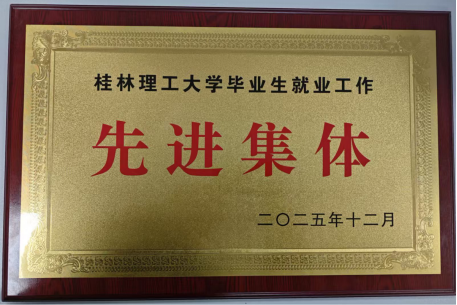 桂林理工大学毕业生就业工作
先进集体
二〇二五年十二月